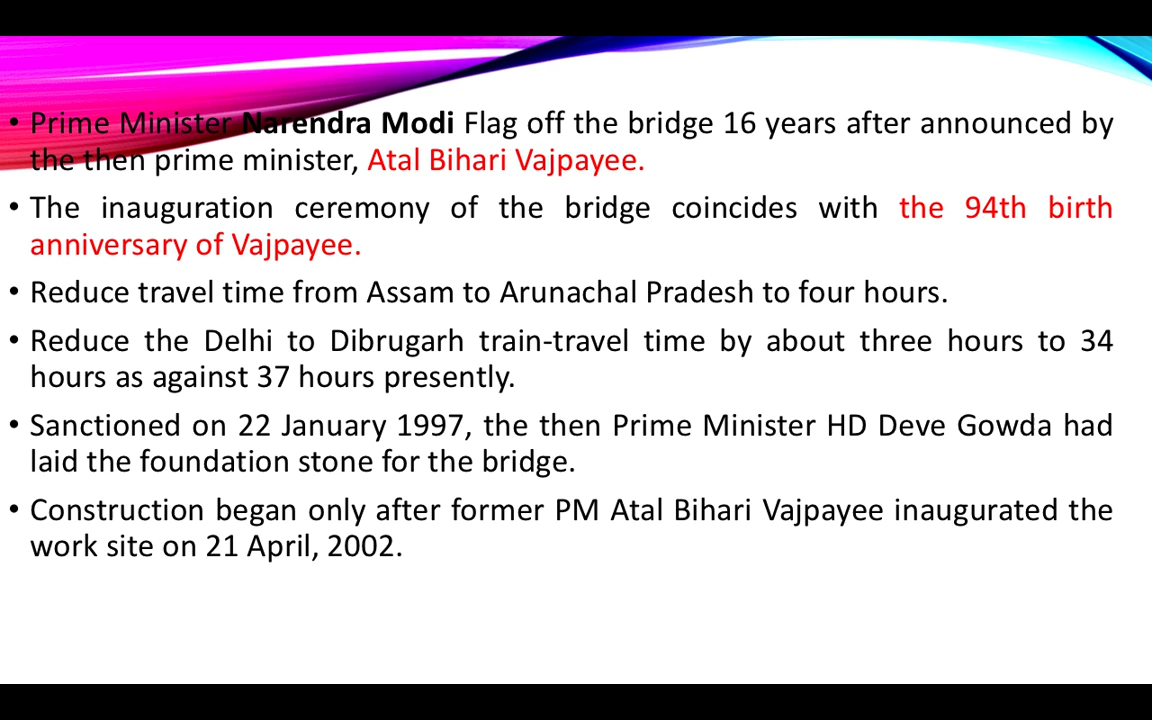 • Prime Minister Narendra Modi Flag off the bridge 16 years after announced by
the then prime minister, Atal Bihari Vajpayee.
• The inauguration ceremony of the bridge coincides with the 94th birth
anniversary of Vajpayee.
• Reduce travel time from Assam to Arunachal Pradesh to four hours.
• Reduce the Delhi to Dibrugarh train-travel time by about three hours to 34
hours as against 37 hours presently.
• Sanctioned on 22 January 1997, the then Prime Minister HD Deve Gowda had
laid the foundation stone for the bridge.
• Construction began only after former PM Atal Bihari Vajpayee inaugurated the
work site on 21 April, 2002.